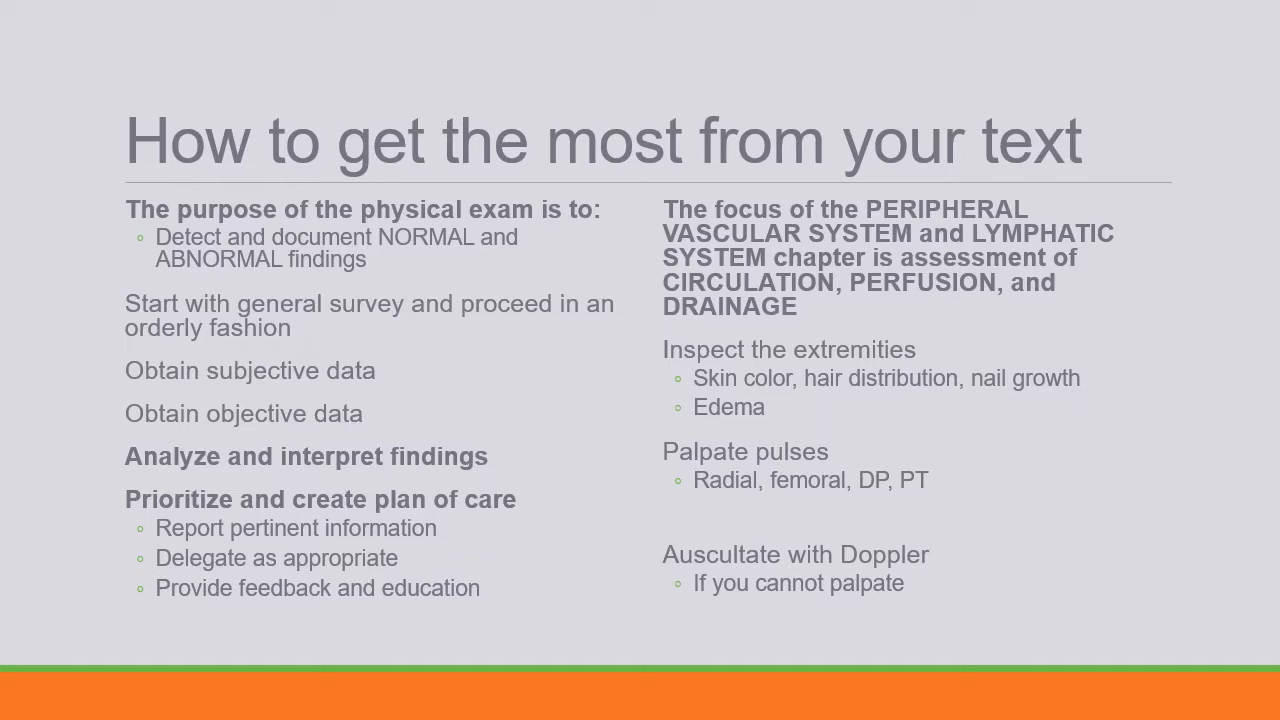 How to get the most from your text
The purpose of the physical exam is to:
◦ Detect and document NORMAL and
ABNORMAL findings
Start with general survey and proceed in an
orderly fashion
Obtain subjective data
Obtain objective data
Analyze and interpret findings
Prioritize and create plan of care
◦ Report pertinent information
◦ Delegate as appropriate
◦ Provide feedback and education
The focus of the PERIPHERAL
VASCULAR SYSTEM and LYMPHATIC
SYSTEM chapter is assessment of
CIRCULATION, PERFUSION, and
DRAINAGE
Inspect the extremities
◦ Skin color, hair distribution, nail growth
◦ Edema
Palpate pulses
◦ Radial, femoral, DP, PT
Auscultate with Doppler
◦ If you cannot palpate